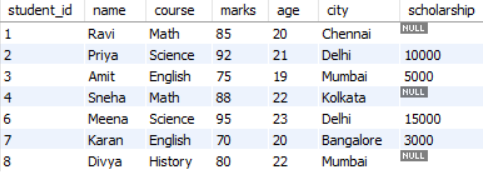 student_id name course marks age city scholarship
1 Ravi Math 85 20 Chennai NULL
2 Priya Science 92 21 Delhi 10000
3 Amit English 75 19 Mumbai 5000
4 Sneha Math 88 22 Kolkata NULL
6 Meena Science 95 23 Delhi 15000
7 Karan English 70 20 Bangalore 3000
8 Divya History 80 22 Mumbai NULL